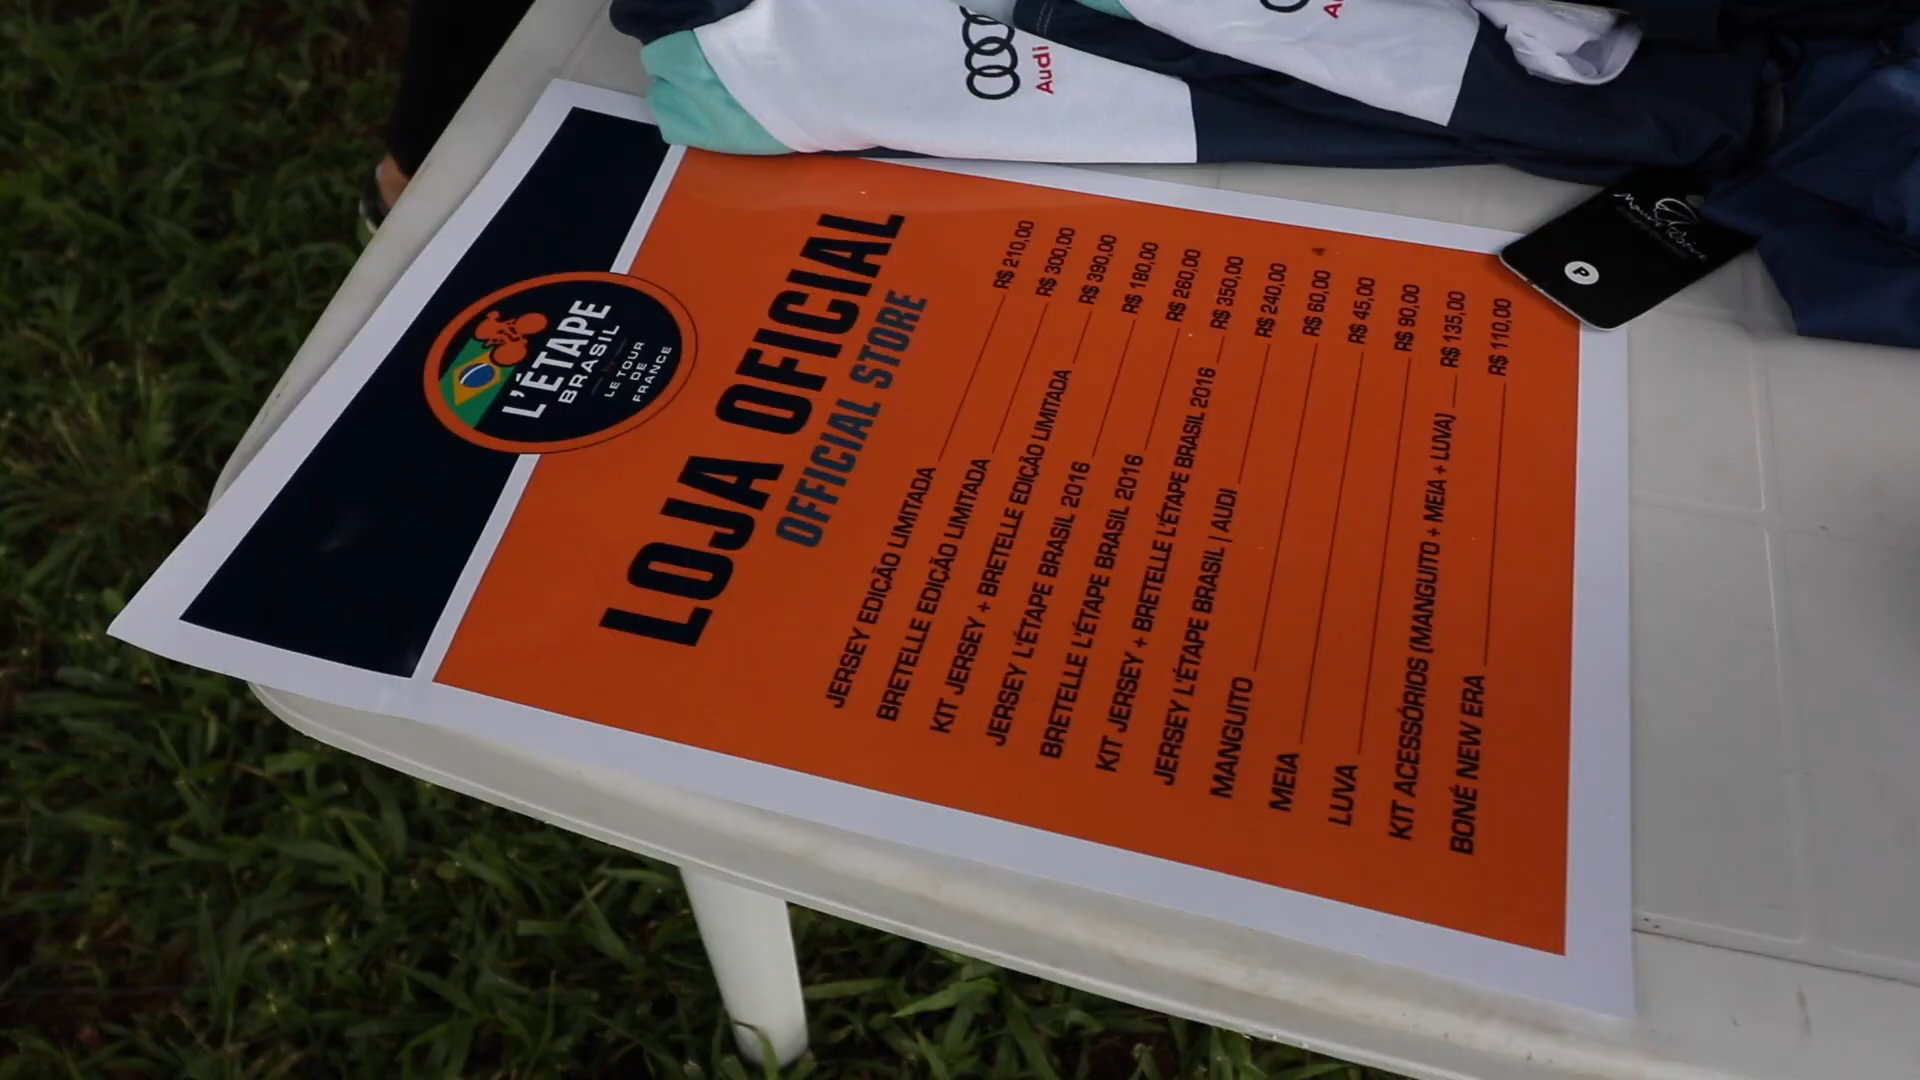 Audi
L'ÉTAPE
BRASIL
by
LE TOUR
DE
FRANCE
LOJA OFICIAL
OFFICIAL STORE
JERSEY EDIÇÃO LIMITADA R$ 210,00
BRETELLE EDIÇÃO LIMITADA R$ 300,00
KIT JERSEY + BRETELLE EDIÇÃO LIMITADA R$ 390,00
JERSEY L'ÉTAPE BRASIL 2016 R$ 180,00
BRETELLE L'ÉTAPE BRASIL 2016 R$ 260,00
KIT JERSEY + BRETELLE L'ÉTAPE BRASIL 2016 R$ 350,00
JERSEY L'ÉTAPE BRASIL | AUDI R$ 240,00
MANGUITO R$ 60,00
MEIA R$ 45,00
LUVA R$ 90,00
KIT ACESSÓRIOS (MANGUITO + MEIA + LUVA) R$ 135,00
BONÉ NEW ERA R$ 110,00
P